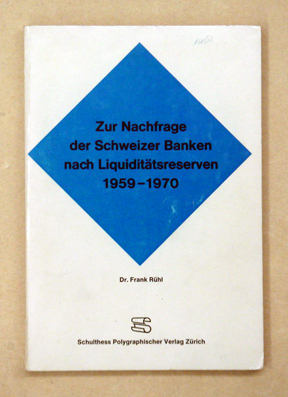 Zur Nachfrage
der Schweizer Banken
nach Liquiditätsreserven
1959–1970
Dr. Frank Rühl
Schulthess Polygraphischer Verlag Zürich